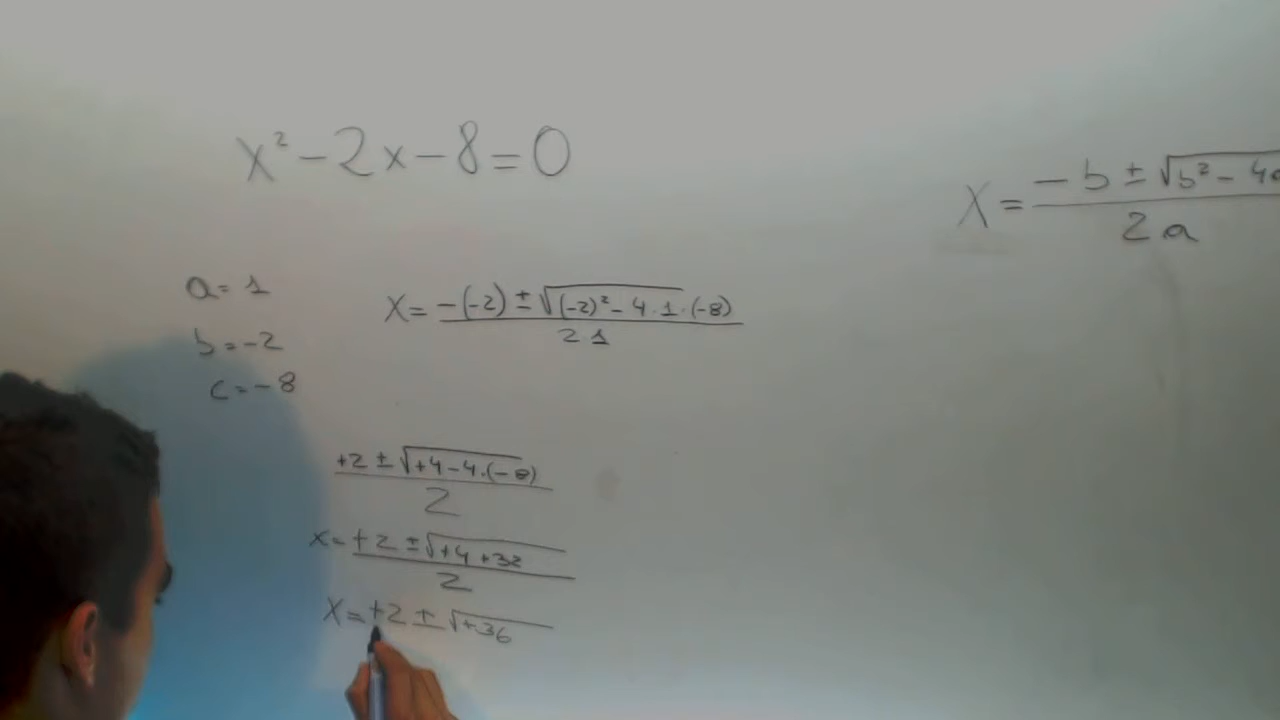 x² - 2x - 8 = 0
x = (-b ± √(b² - 4a / 2a
a = 1
b = -2
c = -8
x = (-(-2) ± √((-2)² - 4 · 1 · (-8))) / 2 1
(+2 ± √(+4 - 4 · (-8))) / 2
x = (+2 ± √(+4 + 32)) / 2
x = +2 ± √(+36)